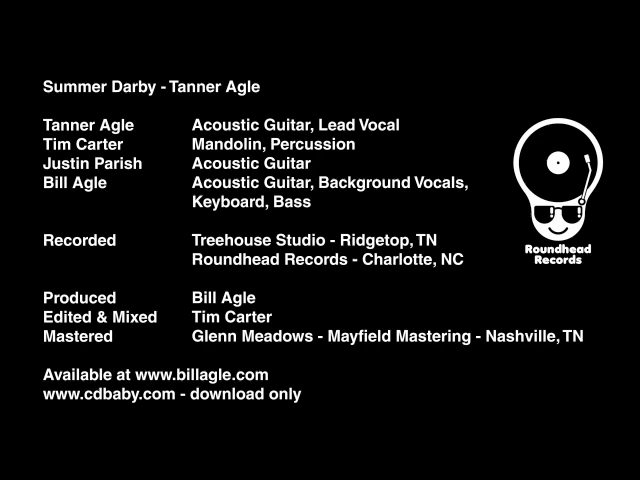 Summer Darby - Tanner Agle
Tanner Agle Acoustic Guitar, Lead Vocal
Tim Carter Mandolin, Percussion
Justin Parish Acoustic Guitar
Bill Agle Acoustic Guitar, Background Vocals,
Keyboard, Bass
Roundhead
Records
Recorded Treehouse Studio - Ridgetop, TN
Roundhead Records - Charlotte, NC
Produced Bill Agle
Edited & Mixed Tim Carter
Mastered Glenn Meadows - Mayfield Mastering - Nashville, TN
Available at www.billagle.com
www.cdbaby.com - download only